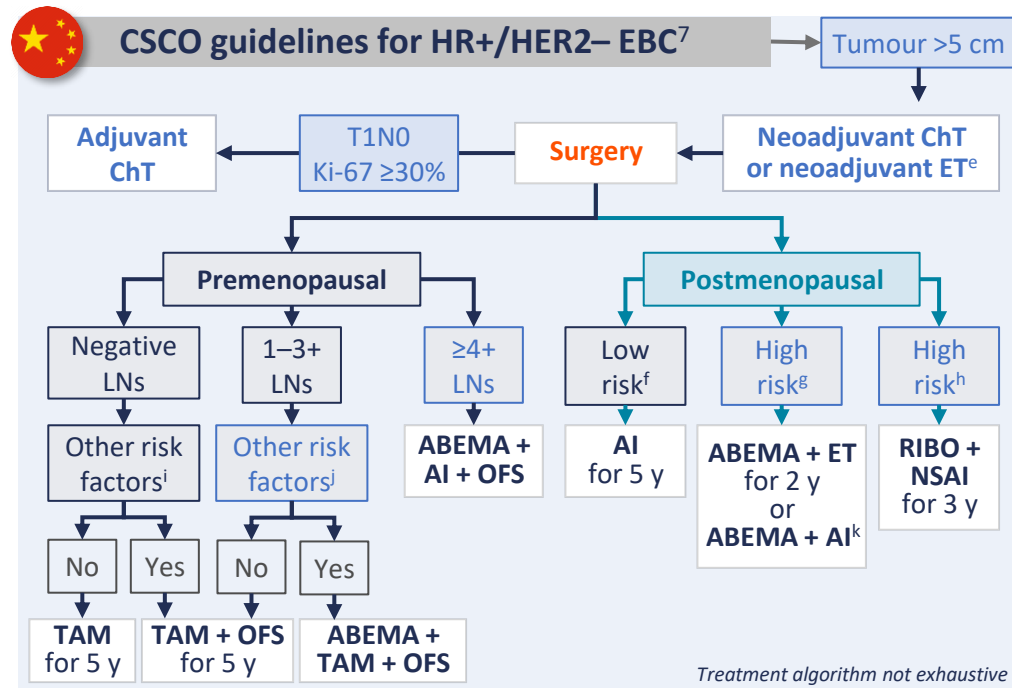 CSCO guidelines for HR+/HER2– EBC7
Tumour >5 cm
Adjuvant
ChT
T1N0
Ki-67 ≥30%
Surgery
Neoadjuvant ChT
or neoadjuvant ETe
Premenopausal
Postmenopausal
Negative
LNs
1–3+
LNs
≥4+
LNs
Low
riskf
High
riskg
High
riskh
Other risk
factorsi
Other risk
factorsj
ABEMA +
AI + OFS
AI
for 5 y
ABEMA + ET
for 2 y
or
ABEMA + AIk
RIBO +
NSAI
for 3 y
No
Yes
No
Yes
TAM
for 5 y
TAM + OFS
for 5 y
ABEMA +
TAM + OFS
Treatment algorithm not exhaustive